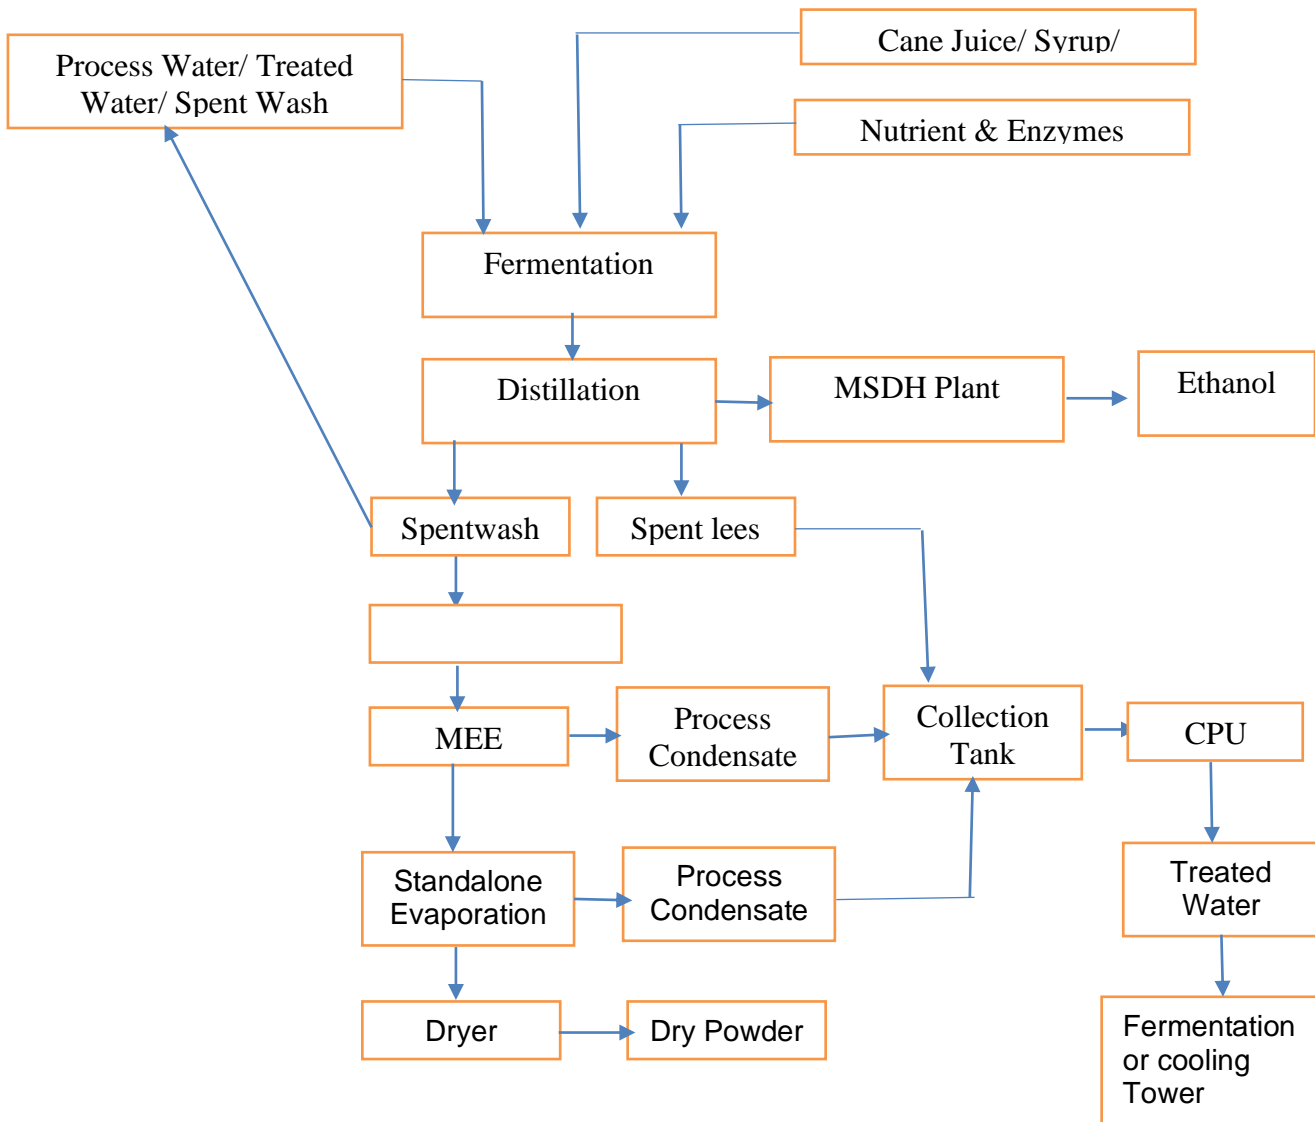 Cane Juice/ Syrup/
Process Water/ Treated
Water/ Spent Wash
Nutrient & Enzymes
Fermentation
Distillation
MSDH Plant
Ethanol
Spentwash
Spent lees
MEE
Process
Condensate
Collection
Tank
CPU
Standalone
Evaporation
Process
Condensate
Treated
Water
Dryer
Dry Powder
Fermentation
or cooling
Tower